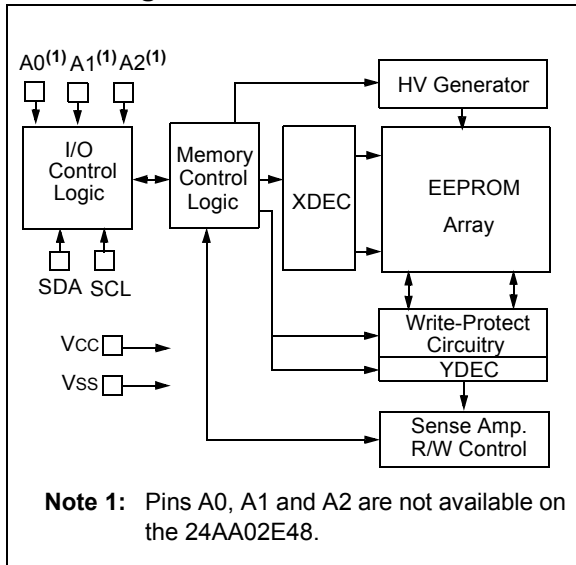 A0(1) A1(1) A2(1)
HV Generator
I/O
Control
Logic
Memory
Control
Logic
XDEC
EEPROM
Array
SDA SCL
Write-Protect
Circuitry
YDEC
VCC
VSS
Sense Amp.
R/W Control
Note 1: Pins A0, A1 and A2 are not available on
the 24AA02E48.